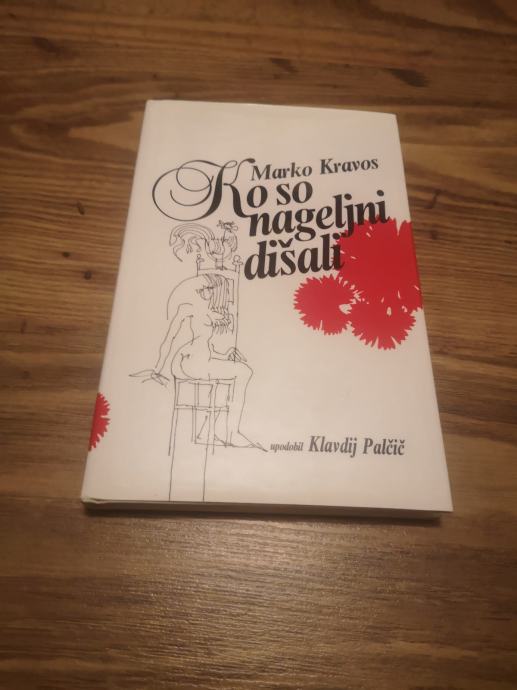 Marko Kravos
Ko so
nageljni
dišali
upodobil Klavdij Palčič